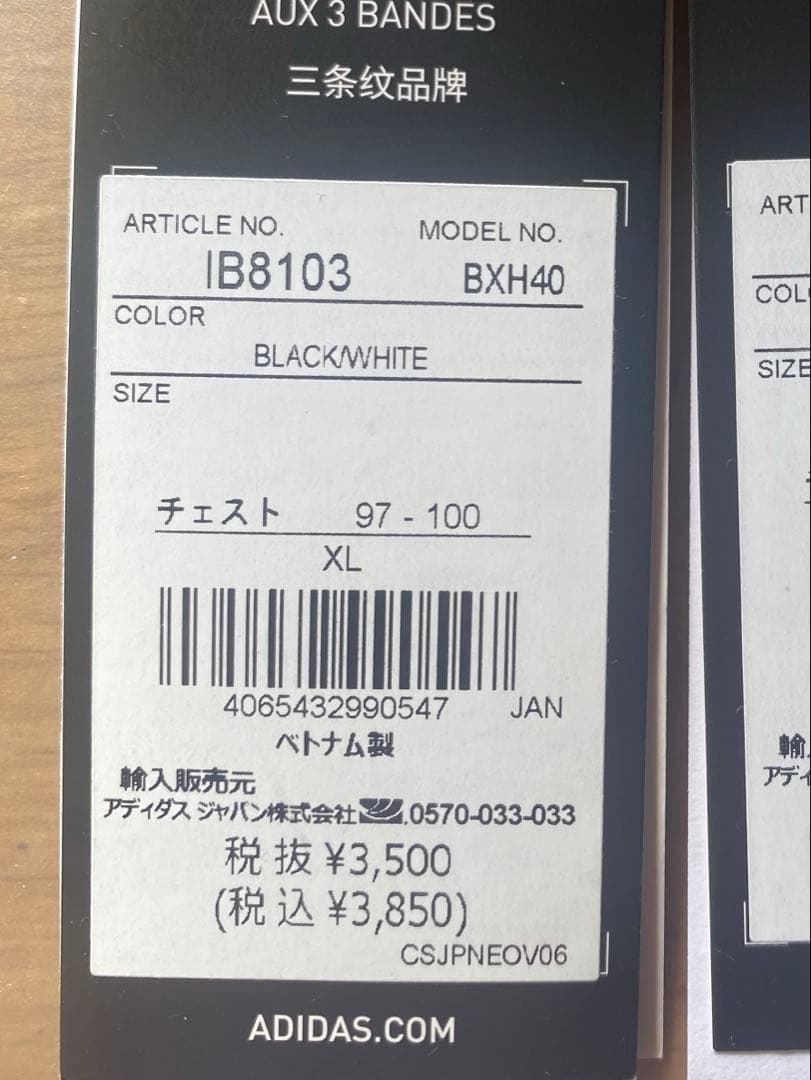 AUX 3 BANDES
三条纹品牌
ARTICLE NO. MODEL NO.
IB8103 BXH40
COLOR
BLACK/WHITE
SIZE
チェスト 97 - 100
XL
4065432990547 JAN
ベトナム製
輸入販売元
アディダス ジャパン株式会社 0570-033-033
税抜 ¥3,500
(税込 ¥3,850)
CSJPNEOV06
ADIDAS.COM
SIZE
輸